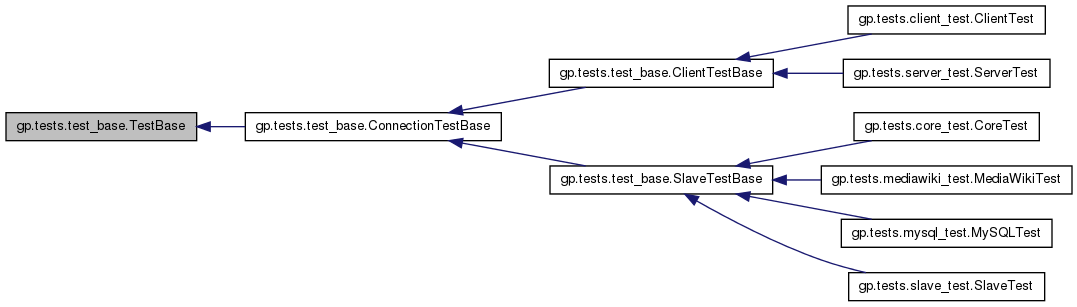 gp.tests.client_test.ClientTest
gp.tests.test_base.ClientTestBase
gp.tests.server_test.ServerTest
gp.tests.test_base.TestBase
gp.tests.test_base.ConnectionTestBase
gp.tests.core_test.CoreTest
gp.tests.test_base.SlaveTestBase
gp.tests.mediawiki_test.MediaWikiTest
gp.tests.mysql_test.MySQLTest
gp.tests.slave_test.SlaveTest